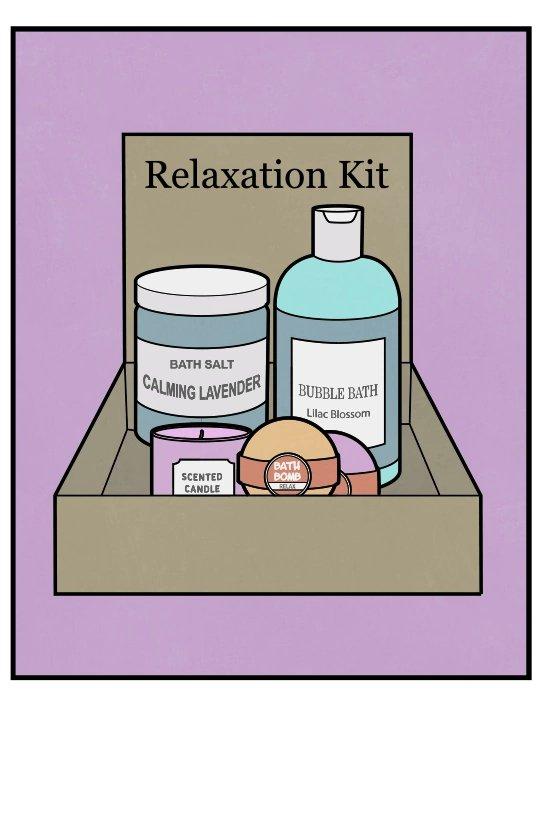 Relaxation Kit
BATH SALT
CALMING LAVENDER
BUBBLE BATH
Lilac Blossom
SCENTED
CANDLE
BATH
BOMB
RELAX